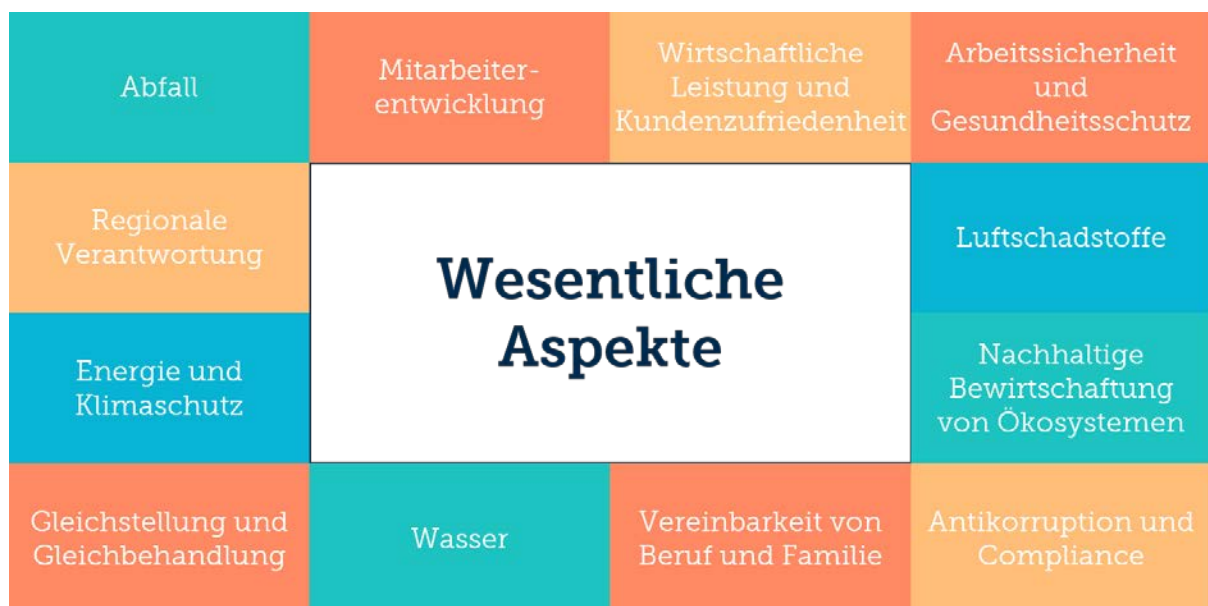 Abfall
Mitarbeiter-
entwicklung
Wirtschaftliche
Leistung und
Kundenzufriedenheit
Arbeitssicherheit
und
Gesundheitsschutz
Regionale
Verantwortung
Wesentliche
Aspekte
Luftschadstoffe
Energie und
Klimaschutz
Nachhaltige
Bewirtschaftung
von Ökosystemen
Gleichstellung und
Gleichbehandlung
Wasser
Vereinbarkeit von
Beruf und Familie
Antikorruption und
Compliance